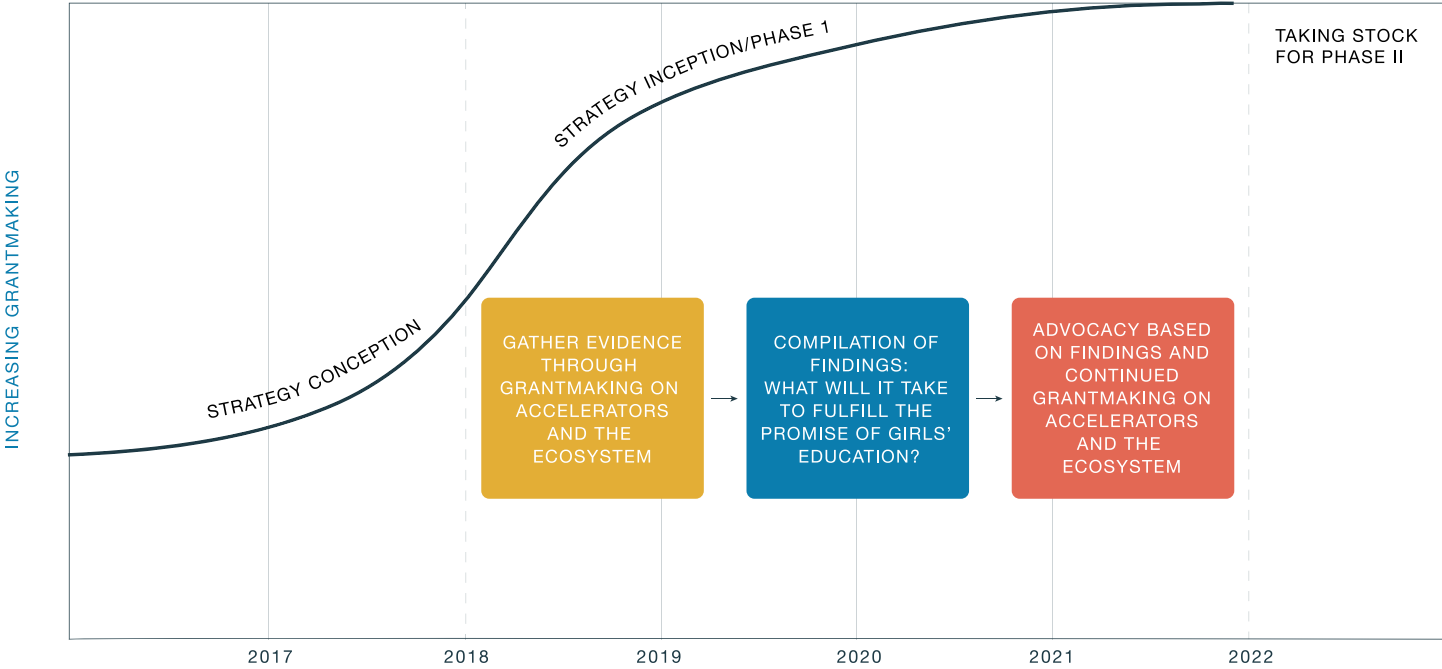 INCREASING GRANTMAKING
STRATEGY CONCEPTION
STRATEGY INCEPTION/PHASE 1
TAKING STOCK
FOR PHASE II
GATHER EVIDENCE
THROUGH
GRANTMAKING ON
ACCELERATORS
AND THE
ECOSYSTEM
COMPILATION OF
FINDINGS:
WHAT WILL IT TAKE
TO FULFILL THE
PROMISE OF GIRLS’
EDUCATION?
ADVOCACY BASED
ON FINDINGS AND
CONTINUED
GRANTMAKING ON
ACCELERATORS
AND THE
ECOSYSTEM
2017
2018
2019
2020
2021
2022